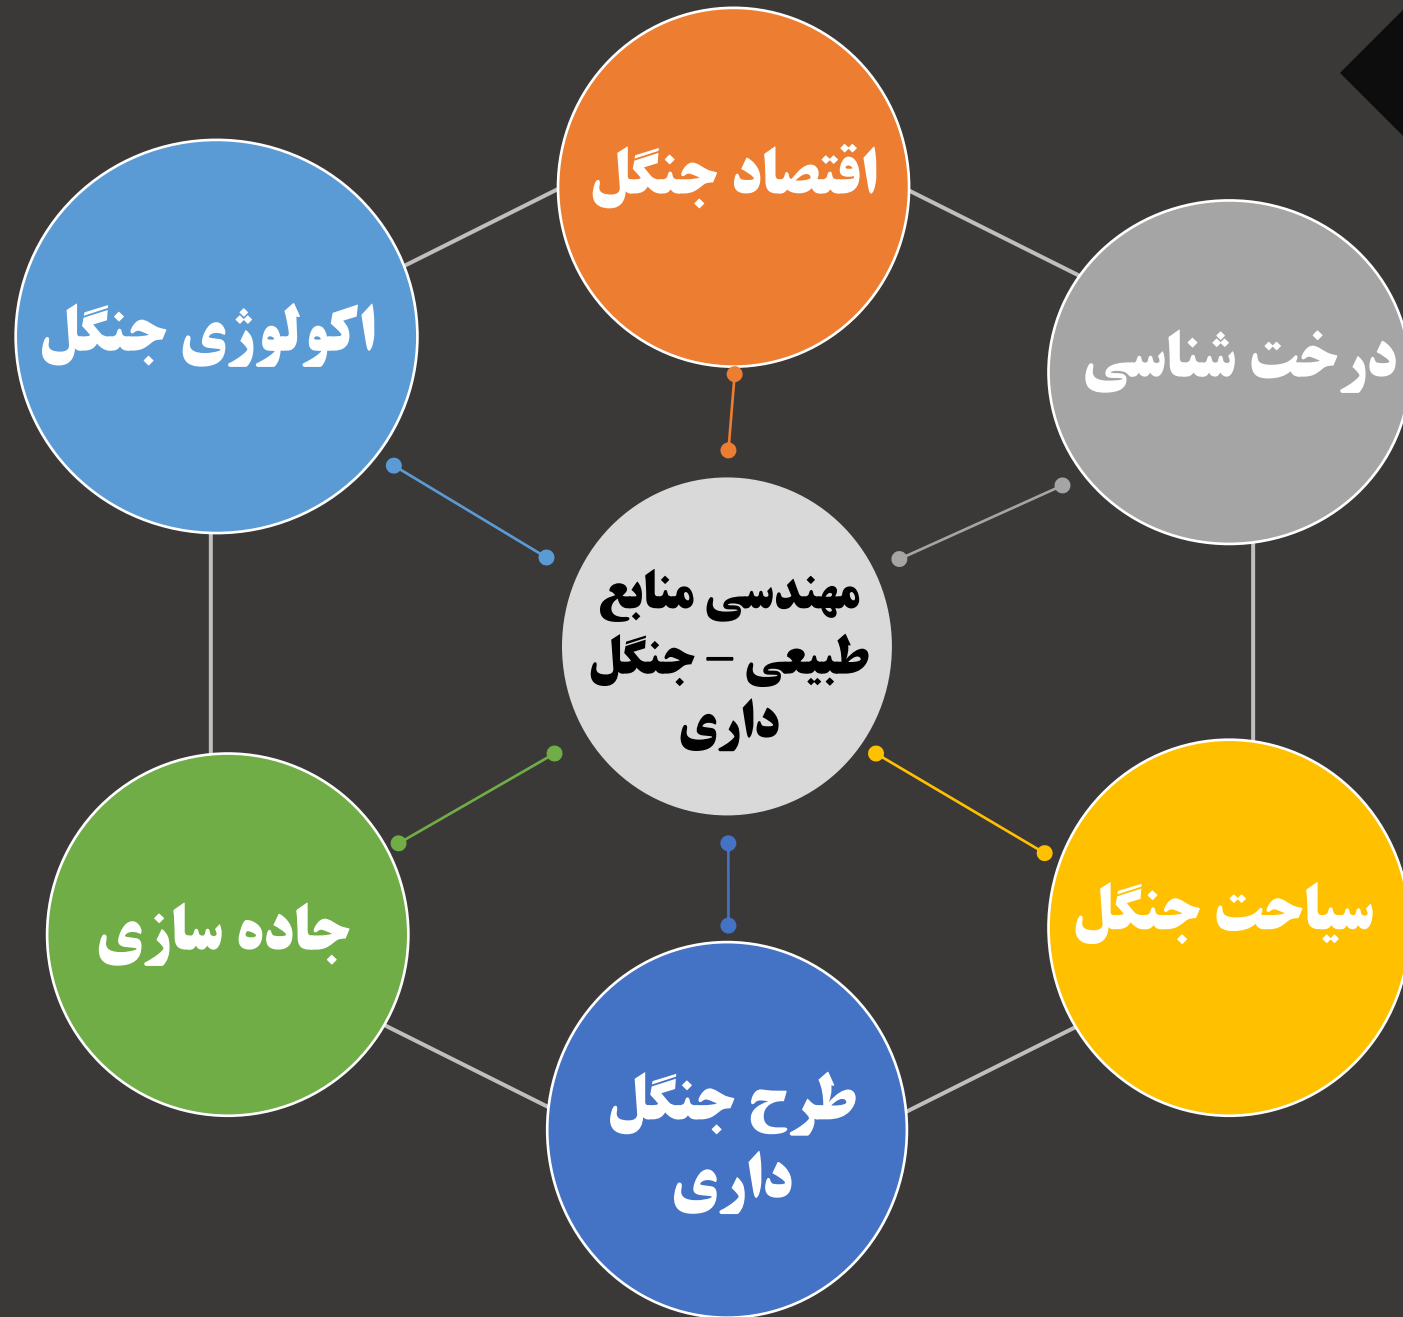 اقتصاد جنگل
درخت شناسی
سیاحت جنگل
طرح جنگل
داری
جاده سازی
اکولوژی جنگل
مهندسی منابع
طبیعی – جنگل
داری